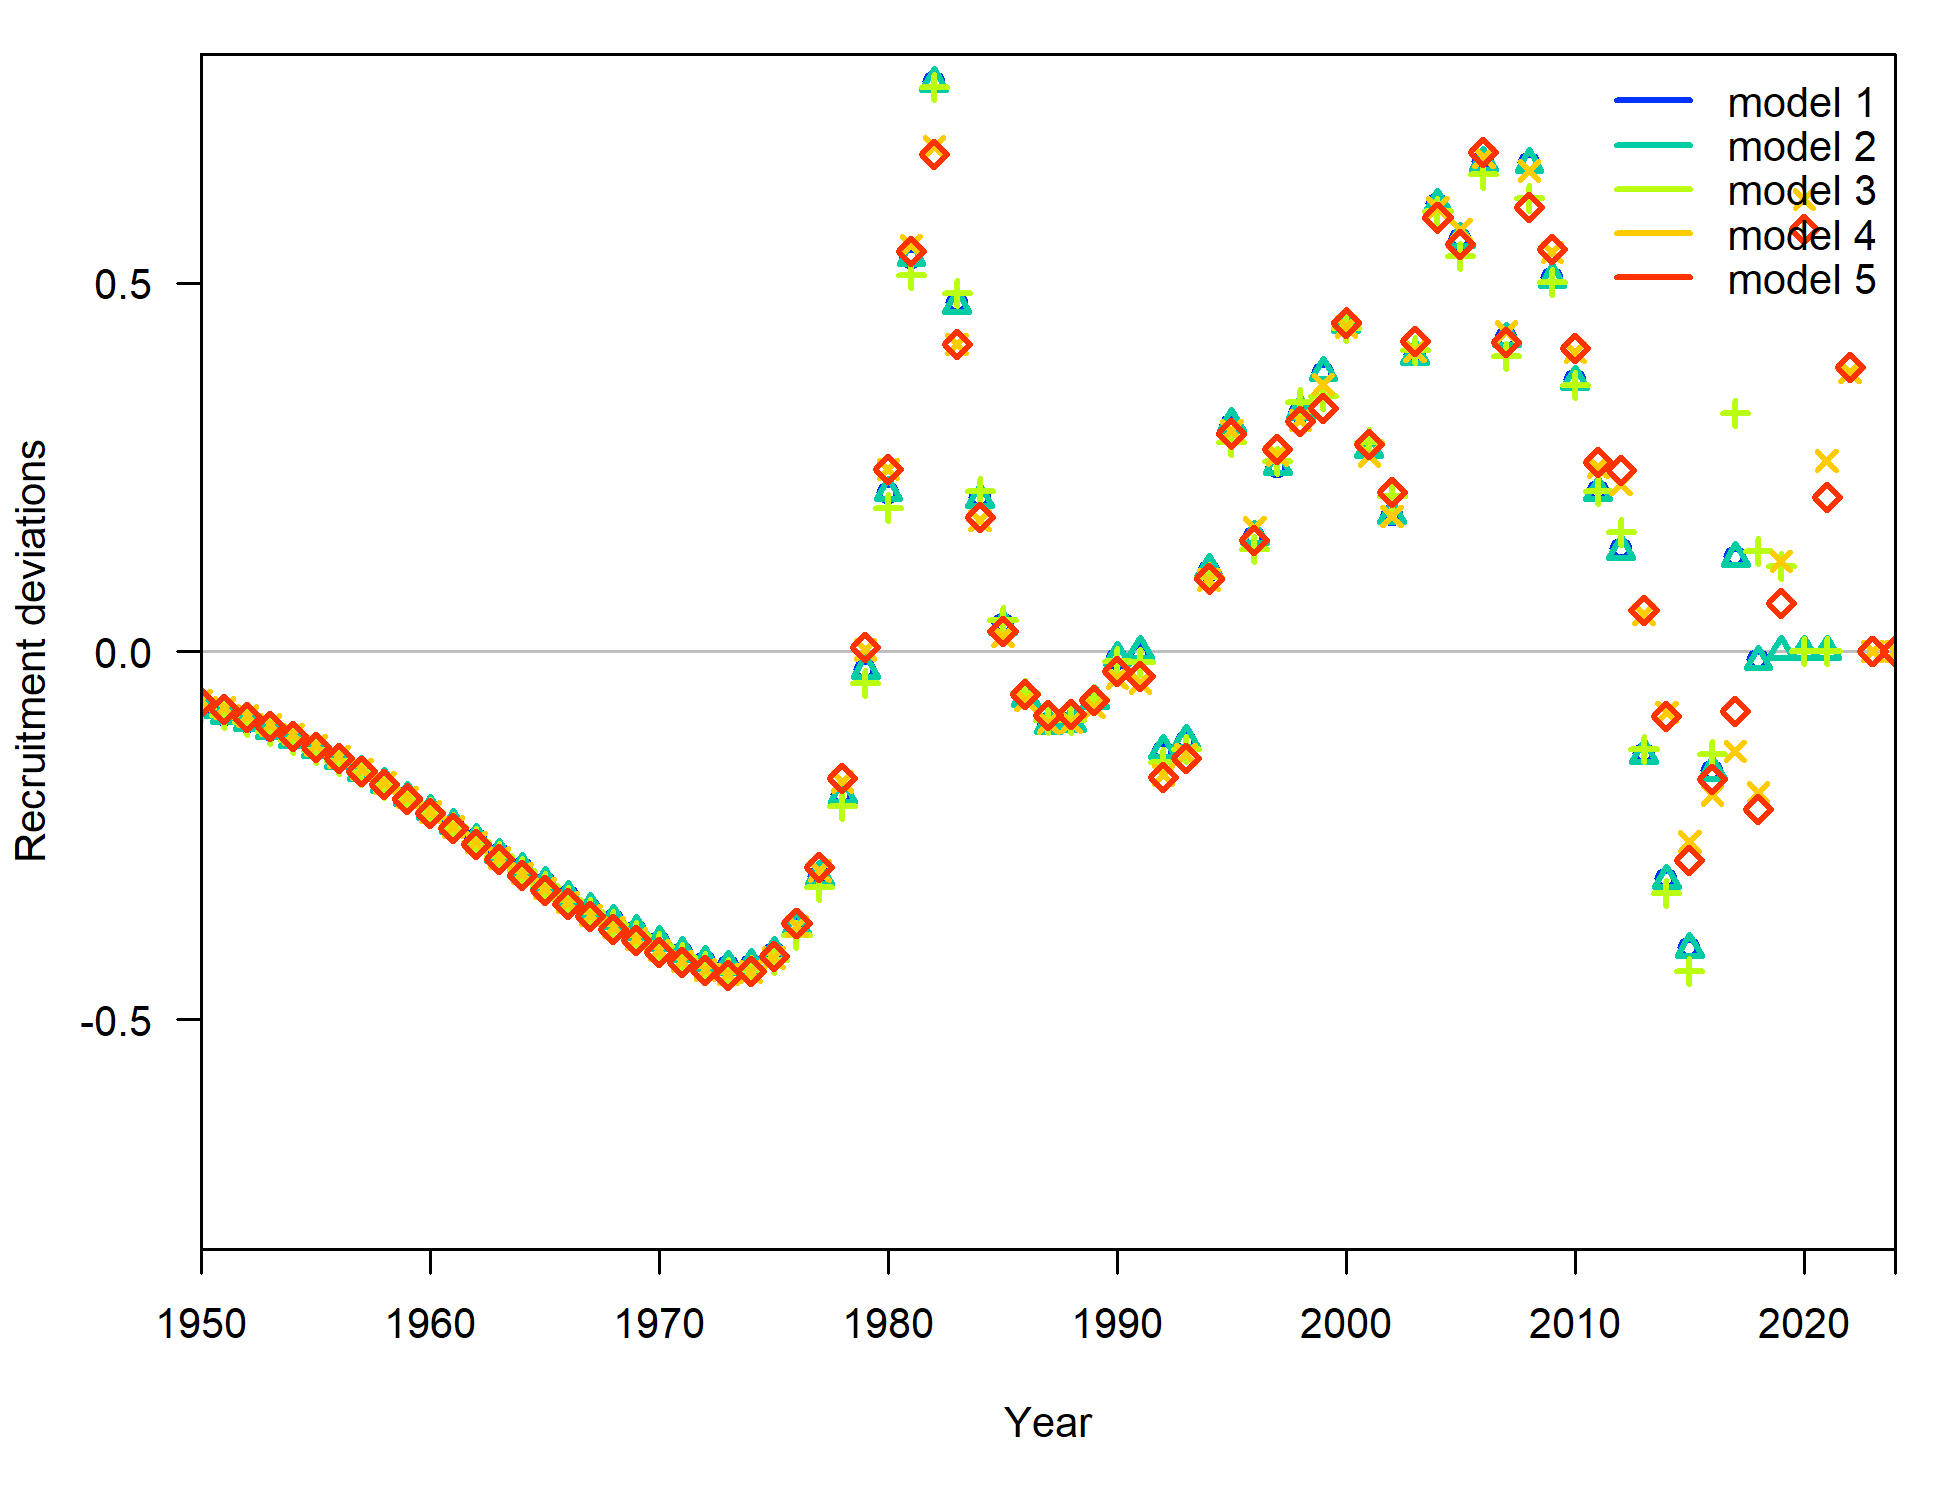 model 1
model 2
model 3
model 4
model 5
Recruitment deviations
0.5
0.0
-0.5
1950 1960 1970 1980 1990 2000 2010 2020
Year